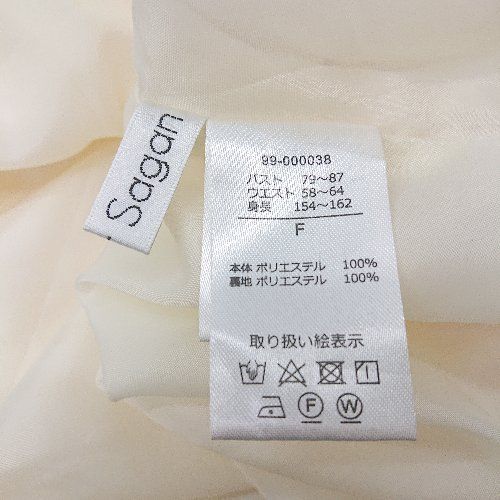 Sagan
99-000038
バスト 79～87
ウエスト 58～64
身長 154～162
F
本体 ポリエステル 100%
裏地 ポリエステル 100%
取り扱い絵表示
F W